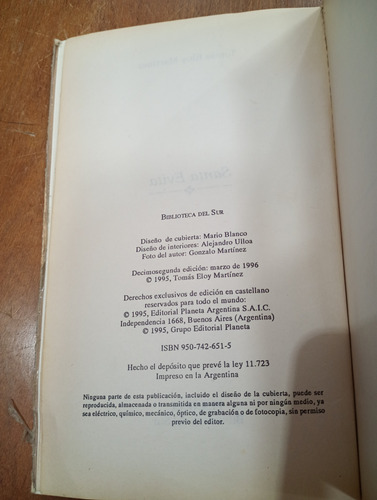 BIBLIOTECA DEL SUR
Diseño de cubierta: Mario Blanco
Diseño de interiores: Alejandro Ulloa
Foto del autor: Gonzalo Martínez
Decimosegunda edición: marzo de 1996
© 1995, Tomás Eloy Martínez
Derechos exclusivos de edición en castellano
reservados para todo el mundo:
© 1995, Editorial Planeta Argentina S.A.I.C.
Independencia 1668, Buenos Aires (Argentina)
© 1995, Grupo Editorial Planeta
ISBN 950-742-651-5
Hecho el depósito que prevé la ley 11.723
Impreso en la Argentina
Ninguna parte de esta publicación, incluido el diseño de la cubierta, puede ser
reproducida, almacenada o transmitida en manera alguna ni por ningún medio, ya
sea eléctrico, químico, mecánico, óptico, de grabación o de fotocopia, sin permiso
previo del editor.